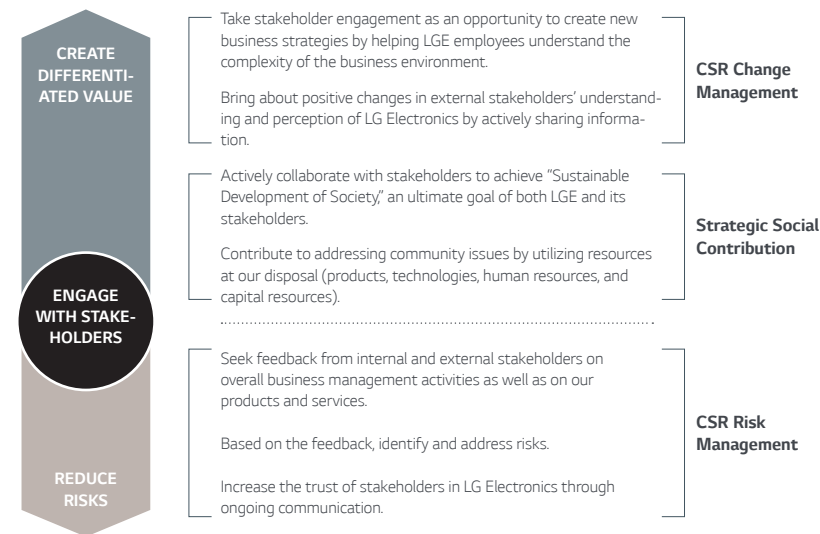 CREATE
DIFFERENTI-
ATED VALUE
Take stakeholder engagement as an opportunity to create new
business strategies by helping LGE employees understand the
complexity of the business environment.
Bring about positive changes in external stakeholders’ understand-
ing and perception of LG Electronics by actively sharing informa-
tion.
CSR Change
Management
Actively collaborate with stakeholders to achieve “Sustainable
Development of Society,” an ultimate goal of both LGE and its
stakeholders.
Contribute to addressing community issues by utilizing resources
at our disposal (products, technologies, human resources, and
capital resources).
Strategic Social
Contribution
ENGAGE
WITH STAKE-
HOLDERS
Seek feedback from internal and external stakeholders on
overall business management activities as well as on our
products and services.
Based on the feedback, identify and address risks.
Increase the trust of stakeholders in LG Electronics through
ongoing communication.
CSR Risk
Management
REDUCE
RISKS